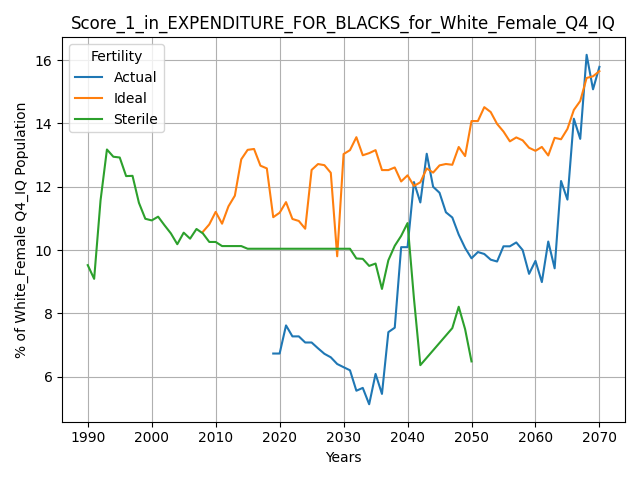 Score_1_in_EXPENDITURE_FOR_BLACKS_for_White_Female_Q4_IQ
Fertility
Actual
Ideal
Sterile
% of White_Female Q4_IQ Population
16
14
12
10
8
6
1990 2000 2010 2020 2030 2040 2050 2060 2070
Years